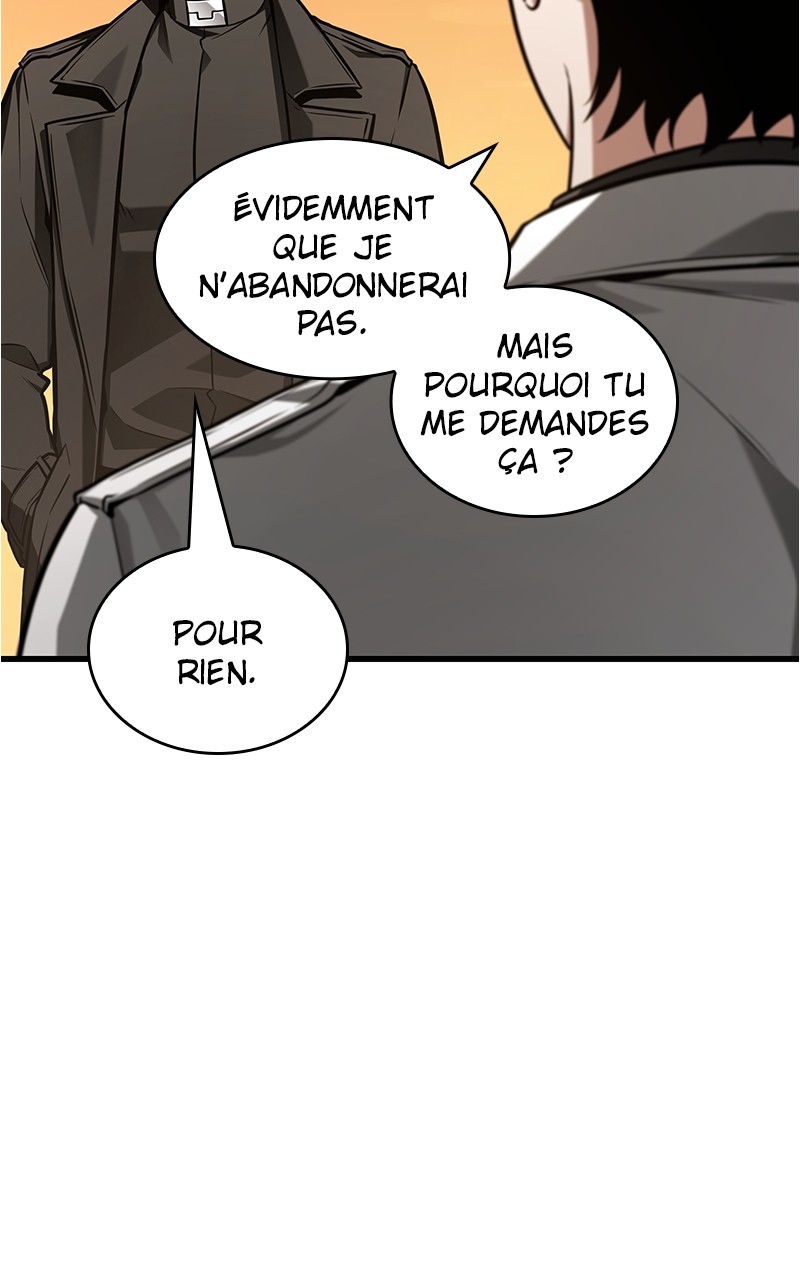 ÉVIDEMMENT
QUE JE
N'ABANDONNERAI
PAS.
MAIS
POURQUOI TU
ME DEMANDES
ÇA ?
POUR
RIEN.